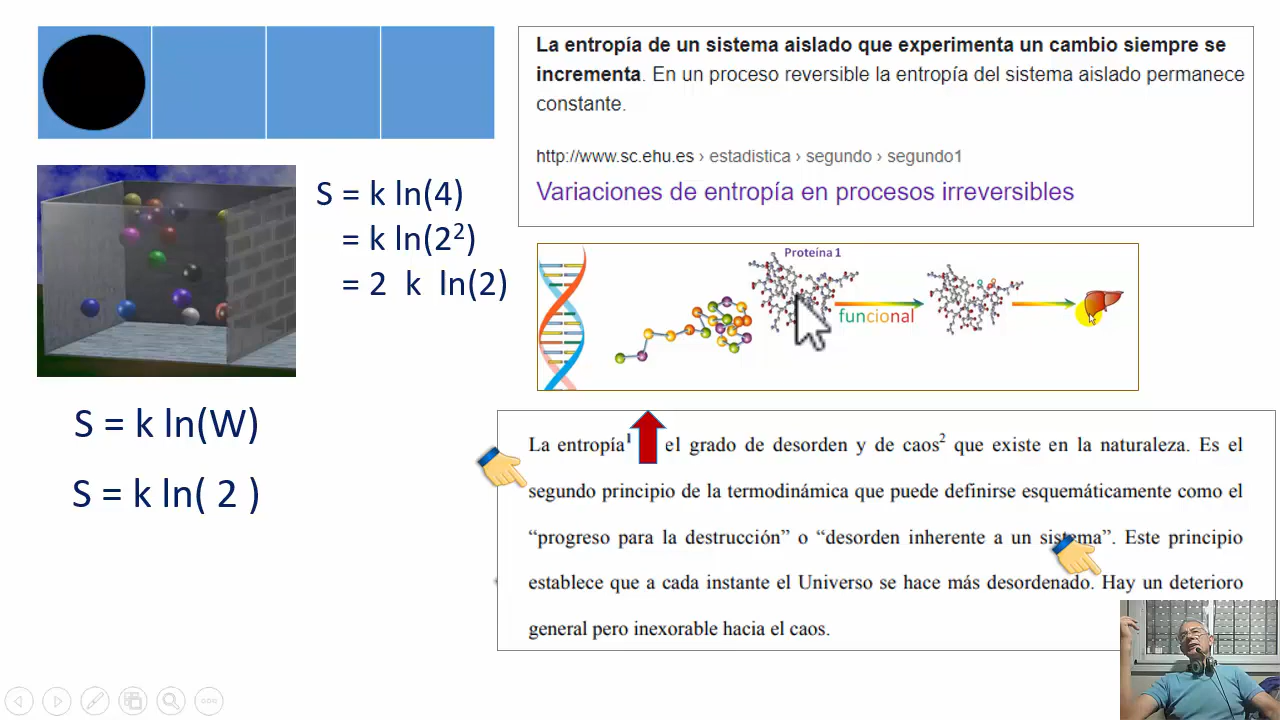 La entropía de un sistema aislado que experimenta un cambio siempre se
incrementa. En un proceso reversible la entropía del sistema aislado permanece
constante.
http://www.sc.ehu.es › estadistica › segundo › segundo1
Variaciones de entropía en procesos irreversibles
S = k ln(4)
= k ln(2²)
= 2 k ln(2)
Proteína 1
funcional
S = k ln(W)
S = k ln( 2 )
La entropía¹ el grado de desorden y de caos² que existe en la naturaleza. Es el
segundo principio de la termodinámica que puede definirse esquemáticamente como el
“progreso para la destrucción” o “desorden inherente a un sistema”. Este principio
establece que a cada instante el Universo se hace más desordenado. Hay un deterioro
general pero inexorable hacia el caos.